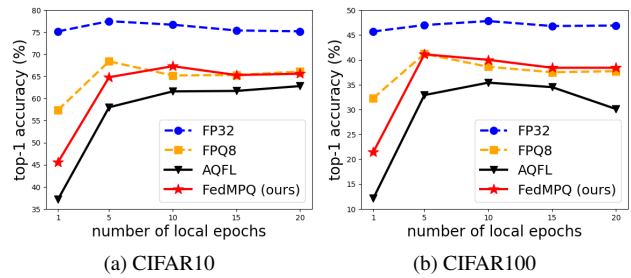 80
75
70
65
60
55
50
45
40
35
top-1 accuracy (%)
FP32
FPQ8
AQFL
FedMPQ (ours)
1 5 10 15 20
number of local epochs
(a) CIFAR10
50
45
40
35
30
25
20
15
10
top-1 accuracy (%)
FP32
FPQ8
AQFL
FedMPQ (ours)
1 5 10 15 20
number of local epochs
(b) CIFAR100